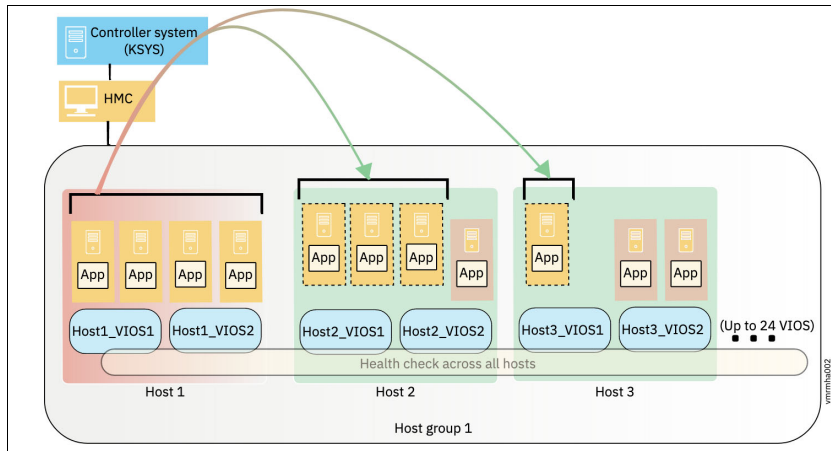 Controller system
(KSYS)
HMC
App
App
App
App
App
App
App
App
App
App
App
Host1_VIOS1
Host1_VIOS2
Host2_VIOS1
Host2_VIOS2
Host3_VIOS1
Host3_VIOS2
(Up to 24 VIOS)
Health check across all hosts
Host 1
Host 2
Host 3
Host group 1
vmrmha002